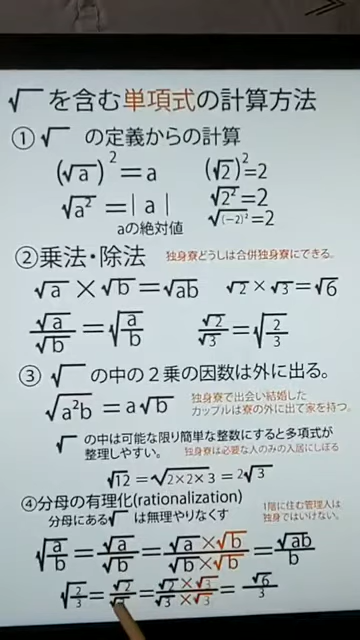 √ を含む単項式の計算方法
① √ の定義からの計算
(√a)² = a (√2)²=2
√a² = | a | √2²=2
√(−2)²=2
aの絶対値
②乗法・除法 独身寮どうしは合併独身寮にできる。
√a × √b = √ab √2 × √3 = √6
√a/√b = √(a/b) √2/√3 = √(2/3)
③ √ の中の2乗の因数は外に出る。
√a²b = a√b 独身寮で出会い結婚した
カップルは寮の外に出て家を持つ。
√ の中は可能な限り簡単な整数にすると多項式が
整理しやすい。 独身寮は必要な人のみの入居にしぼる
√12 = √2×2×3 = 2√3
④分母の有理化(rationalization) 1階に住む管理人は
分母にある√ は無理やりなくす 独身ではいけない。
√(a/b) = √a/√b = √a×√b/√b×√b = √ab/b
√(2/3) = √2/√3 = √2×√3/√3×√3 = √6/3